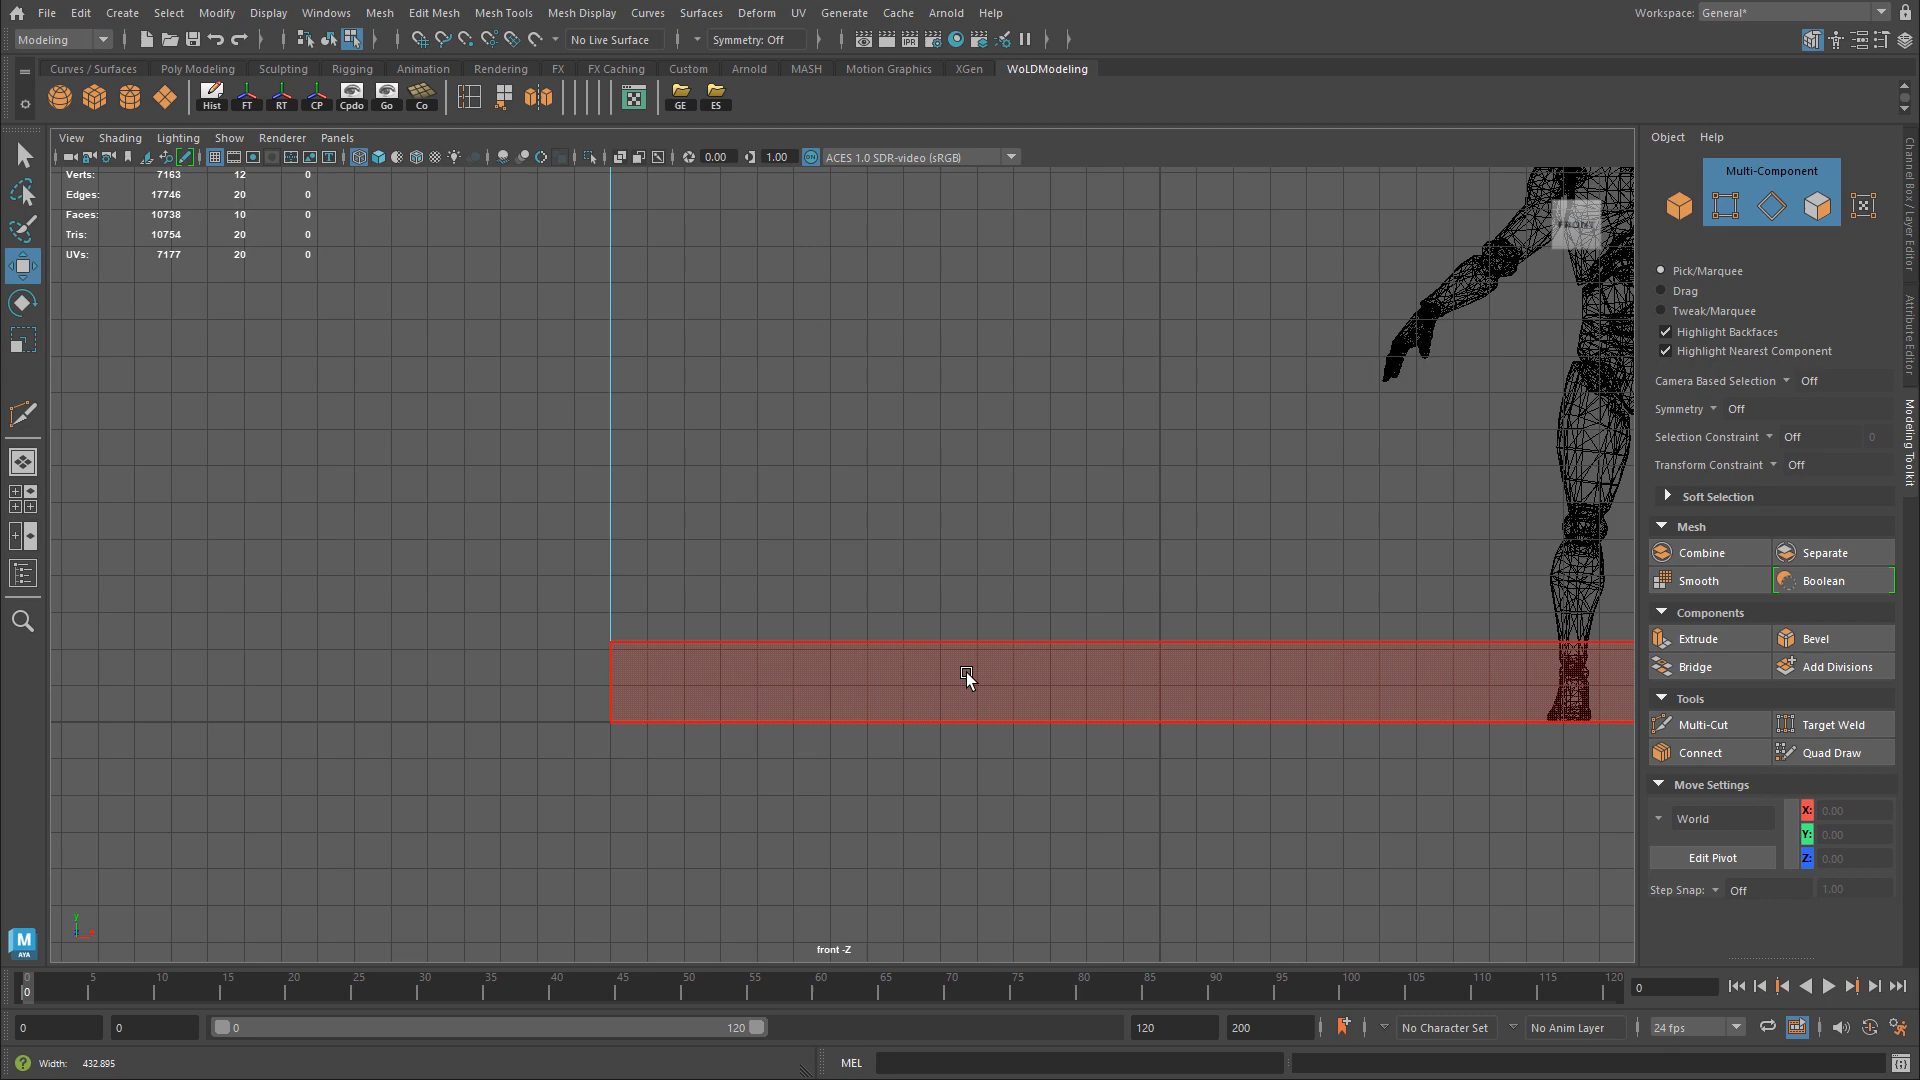 File Edit Create Select Modify Display Windows Mesh Edit Mesh Mesh Tools Mesh Display Curves Surfaces Deform UV Generate Cache Arnold Help Workspace: General*
Modeling No Live Surface Symmetry: Off IPR
Curves / Surfaces Poly Modeling Sculpting Rigging Animation Rendering FX FX Caching Custom Arnold MASH Motion Graphics XGen WoLDModeling
Hist FT RT CP Cpdo Go Co GE ES
View Shading Lighting Show Renderer Panels
0.00 1.00 ACES 1.0 SDR-video (sRGB)
Verts: 7163 12 0
Edges: 17746 20 0
Faces: 10738 10 0
Tris: 10754 20 0
UVs: 7177 20 0
FRONT
front -Z
y
Object Help
Multi-Component
Pick/Marquee
Drag
Tweak/Marquee
Highlight Backfaces
Highlight Nearest Component
Camera Based Selection Off
Symmetry Off
Selection Constraint Off 0
Transform Constraint Off
Soft Selection
Mesh
Combine Separate
Smooth Boolean
Components
Extrude Bevel
Bridge Add Divisions
Tools
Multi-Cut Target Weld
Connect Quad Draw
Move Settings
World X: 0.00
Y: 0.00
Edit Pivot Z: 0.00
Step Snap: Off 1.00
Channel Box / Layer Editor
Attribute Editor
Modeling Toolkit
M
AYA
0 5 10 15 20 25 30 35 40 45 50 55 60 65 70 75 80 85 90 95 100 105 110 115 120
0 0
0 0 0 120 120 200 No Character Set No Anim Layer 24 fps
Width: 432.895 MEL